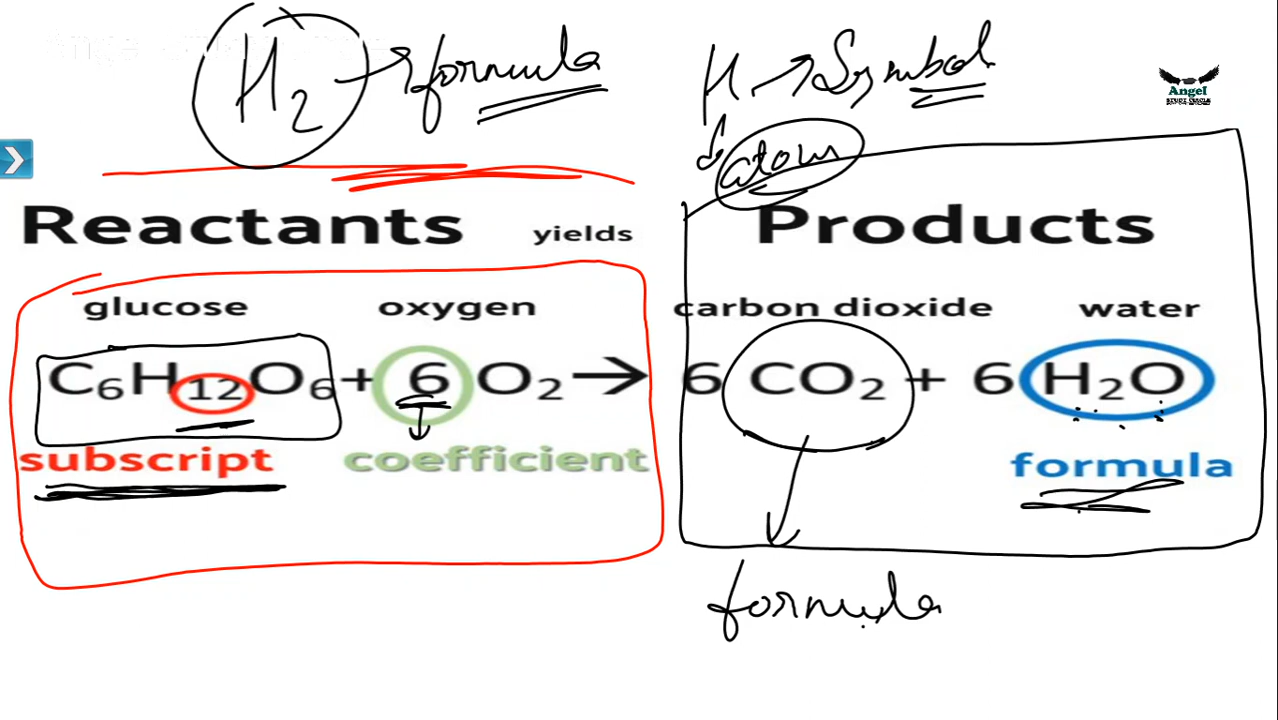 H2 → formula
H → Symbol
atom
Angel
Reactants yields Products
glucose oxygen carbon dioxide water
C₆H₁₂O₆ + 6 O₂ → 6 CO₂ + 6 H₂O
subscript coefficient formula
formula